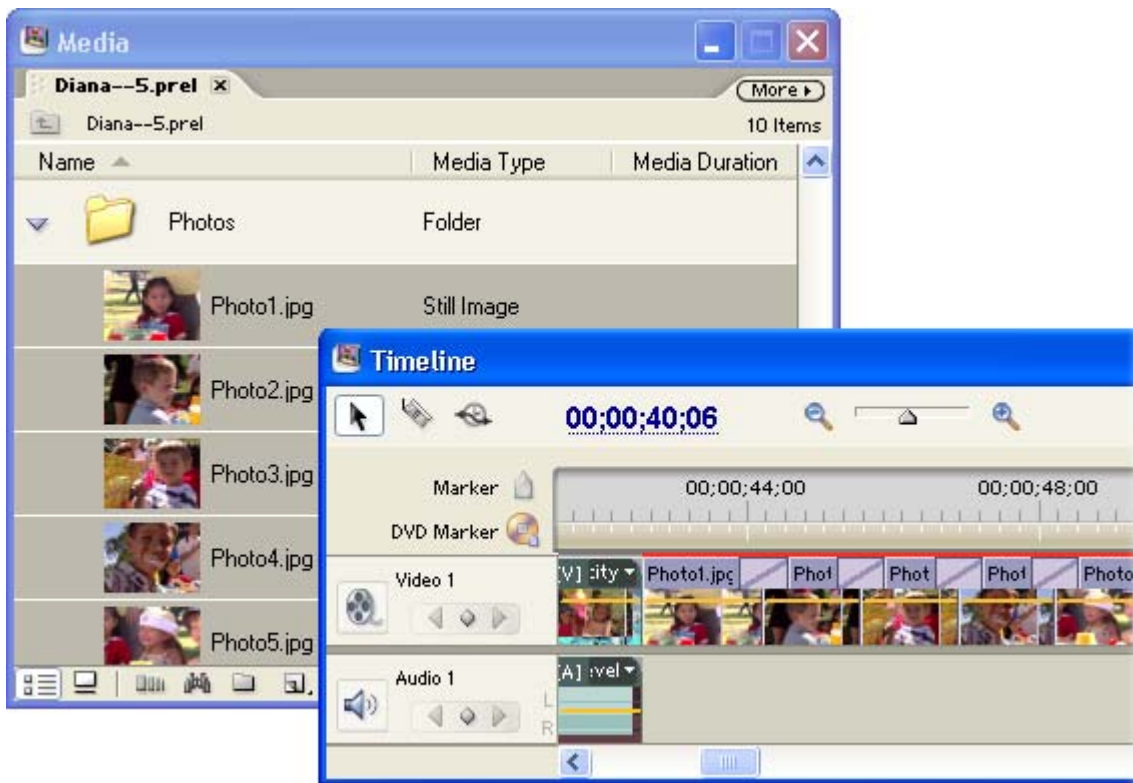 Media
Diana--5.prel
More
Diana--5.prel
10 Items
Name
Media Type
Media Duration
Photos
Folder
Photo1.jpg
Still Image
Photo2.jpg
Photo3.jpg
Photo4.jpg
Photo5.jpg
Timeline
00;00;40;06
Marker
00;00;44;00
00;00;48;00
DVD Marker
Video 1
[V]
Photo1.jpg
Phot
Phot
Phot
Photo
Audio 1
[A]
L
R